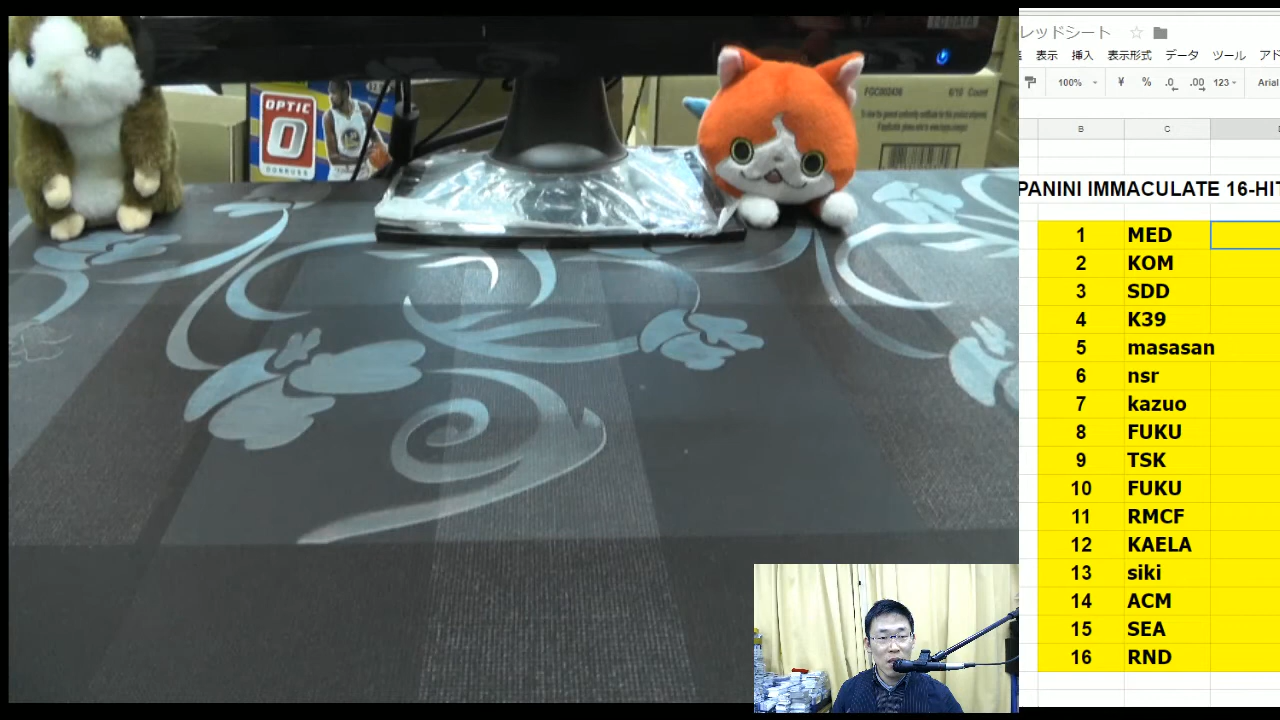 OPTIC
0
DONRUSS
FGC002436
レッドシート
表示 挿入 表示形式 データ ツール アド
100% ¥ % .0 .00 123 Arial
B C
PANINI IMMACULATE 16-HIT
1 MED
2 KOM
3 SDD
4 K39
5 masasan
6 nsr
7 kazuo
8 FUKU
9 TSK
10 FUKU
11 RMCF
12 KAELA
13 siki
14 ACM
15 SEA
16 RND